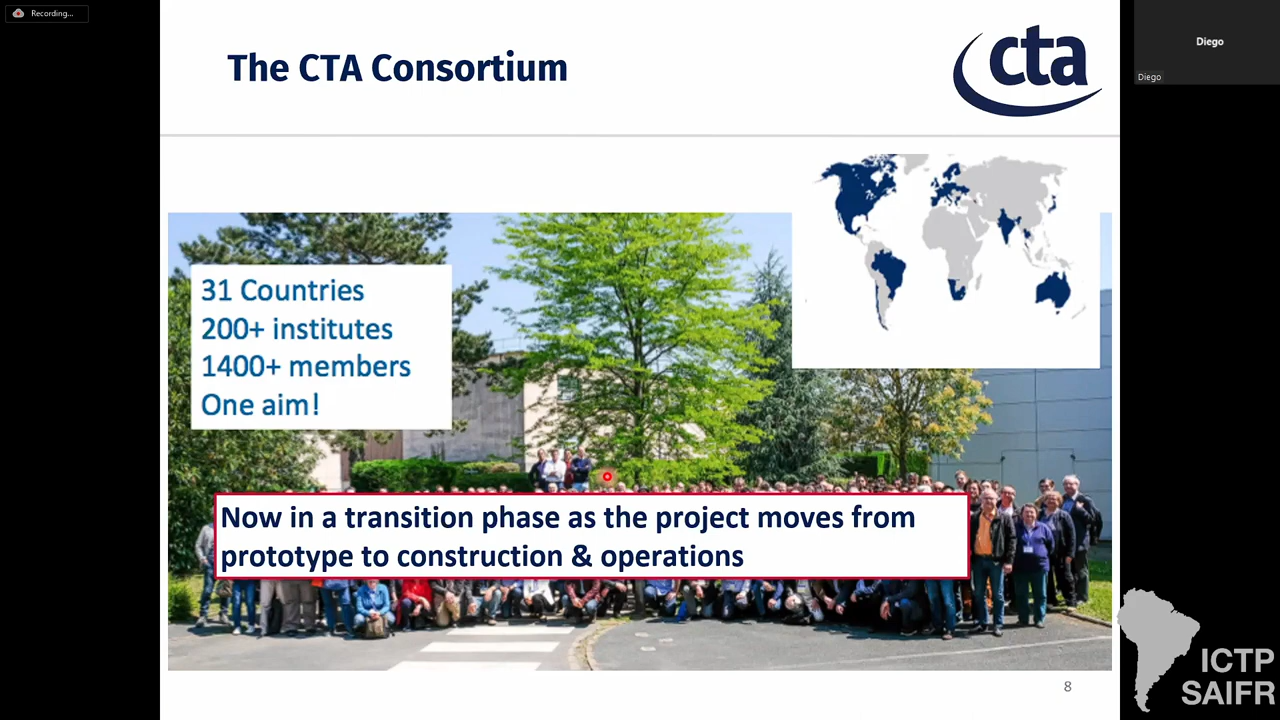 Recording...
The CTA Consortium
cta
Diego
Diego
31 Countries
200+ institutes
1400+ members
One aim!
Now in a transition phase as the project moves from
prototype to construction & operations
8
ICTP
SAIFR